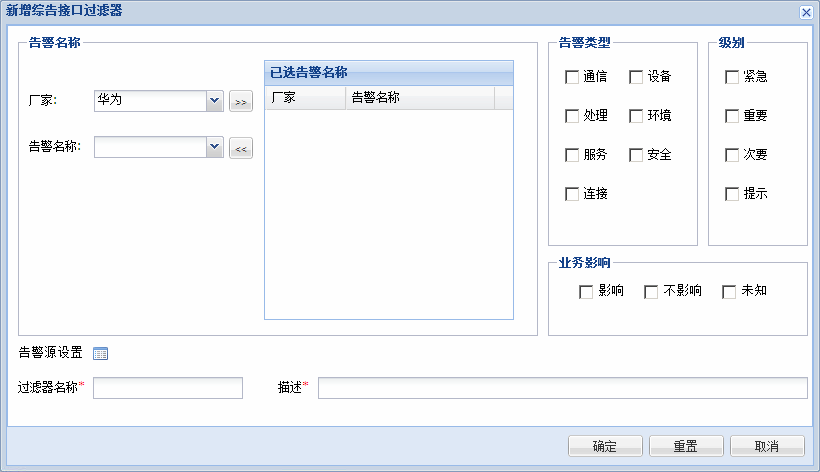 新增综告接口过滤器
告警名称
厂家:
华为
>>
告警名称:
<<
已选告警名称
厂家 告警名称
告警类型
通信 设备
处理 环境
服务 安全
连接
级别
紧急
重要
次要
提示
业务影响
影响 不影响 未知
告警源设置
过滤器名称* 描述*
确定 重置 取消